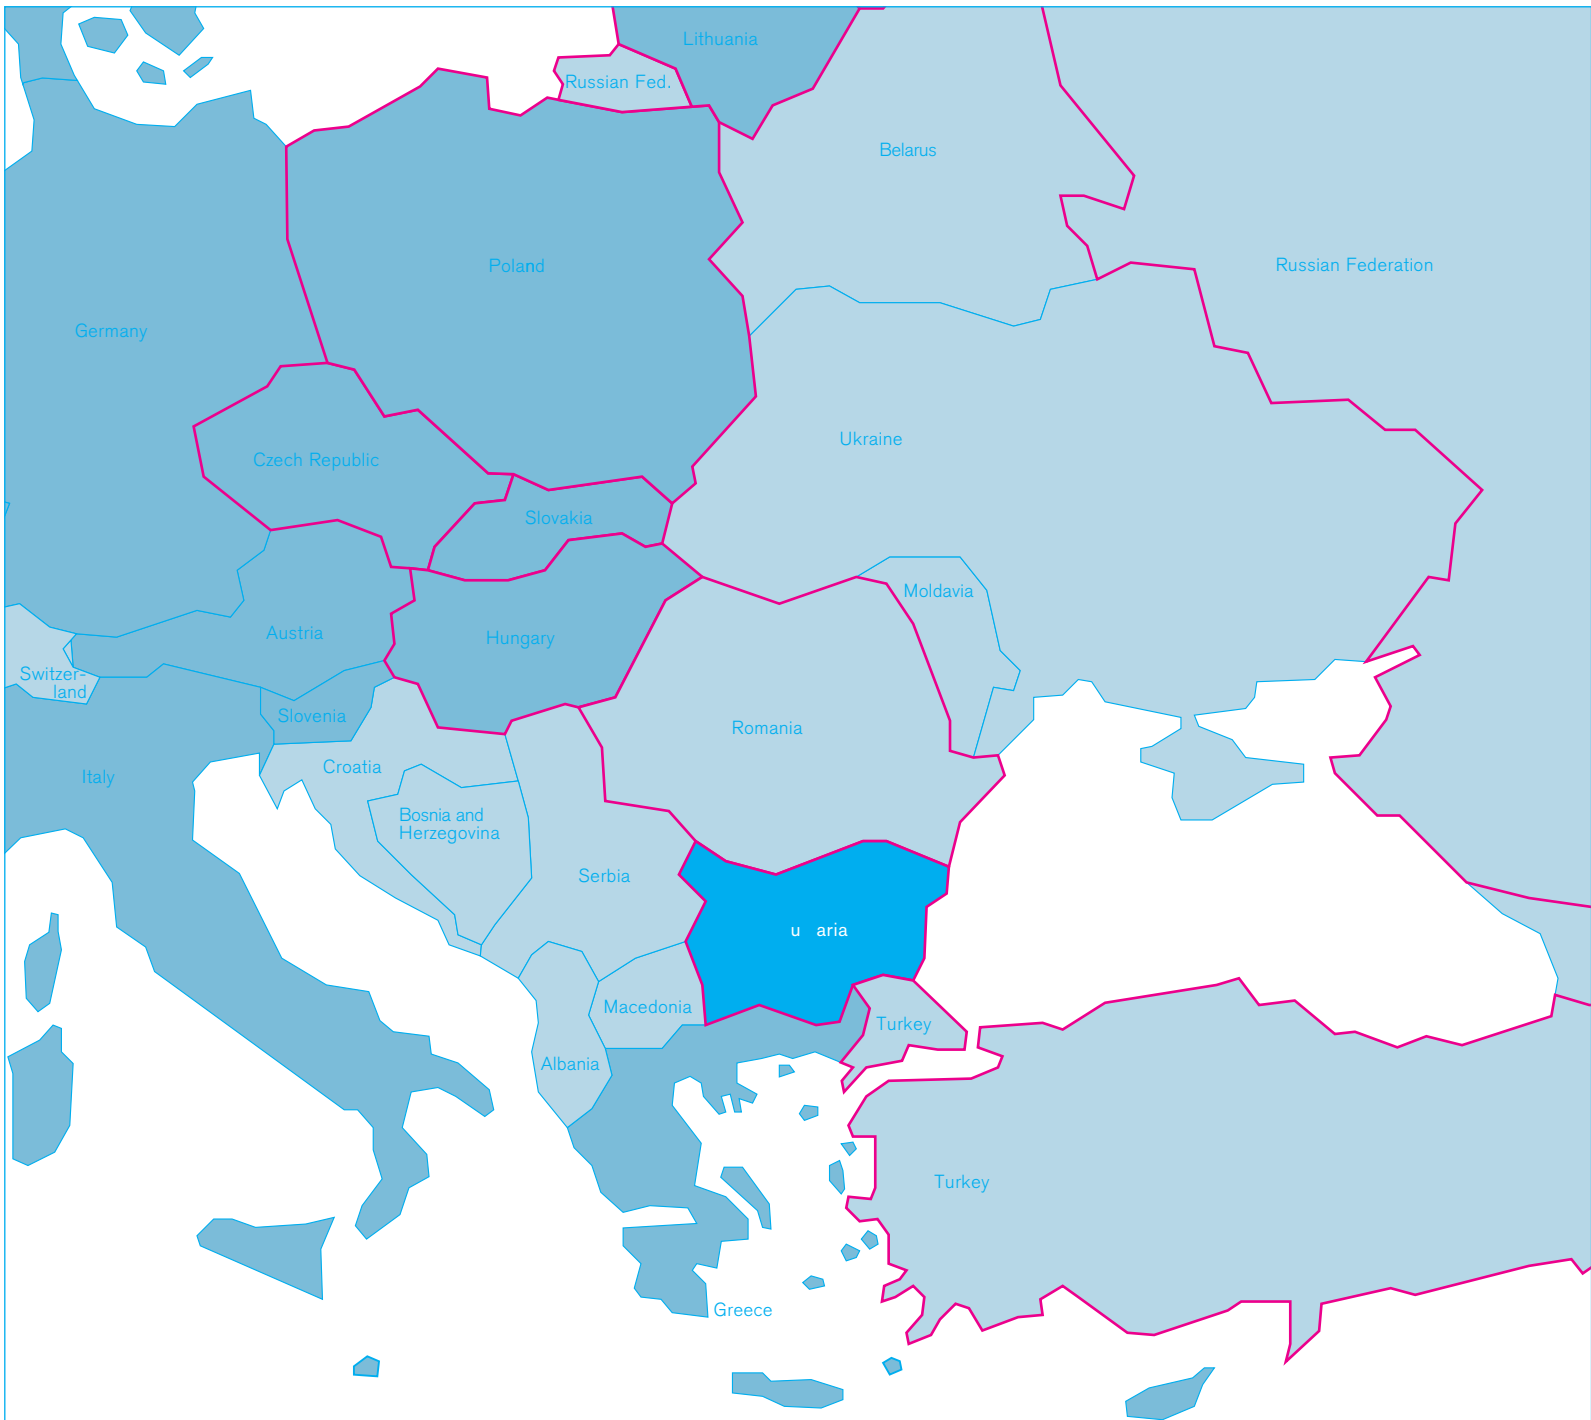 Lithuania
Russian Fed.
Belarus
Russian Federation
Poland
Germany
Ukraine
Czech Republic
Slovakia
Moldavia
Austria
Hungary
Switzer-
land
Slovenia
Romania
Croatia
Italy
Bosnia and
Herzegovina
Serbia
u aria
Macedonia
Turkey
Albania
Turkey
Greece